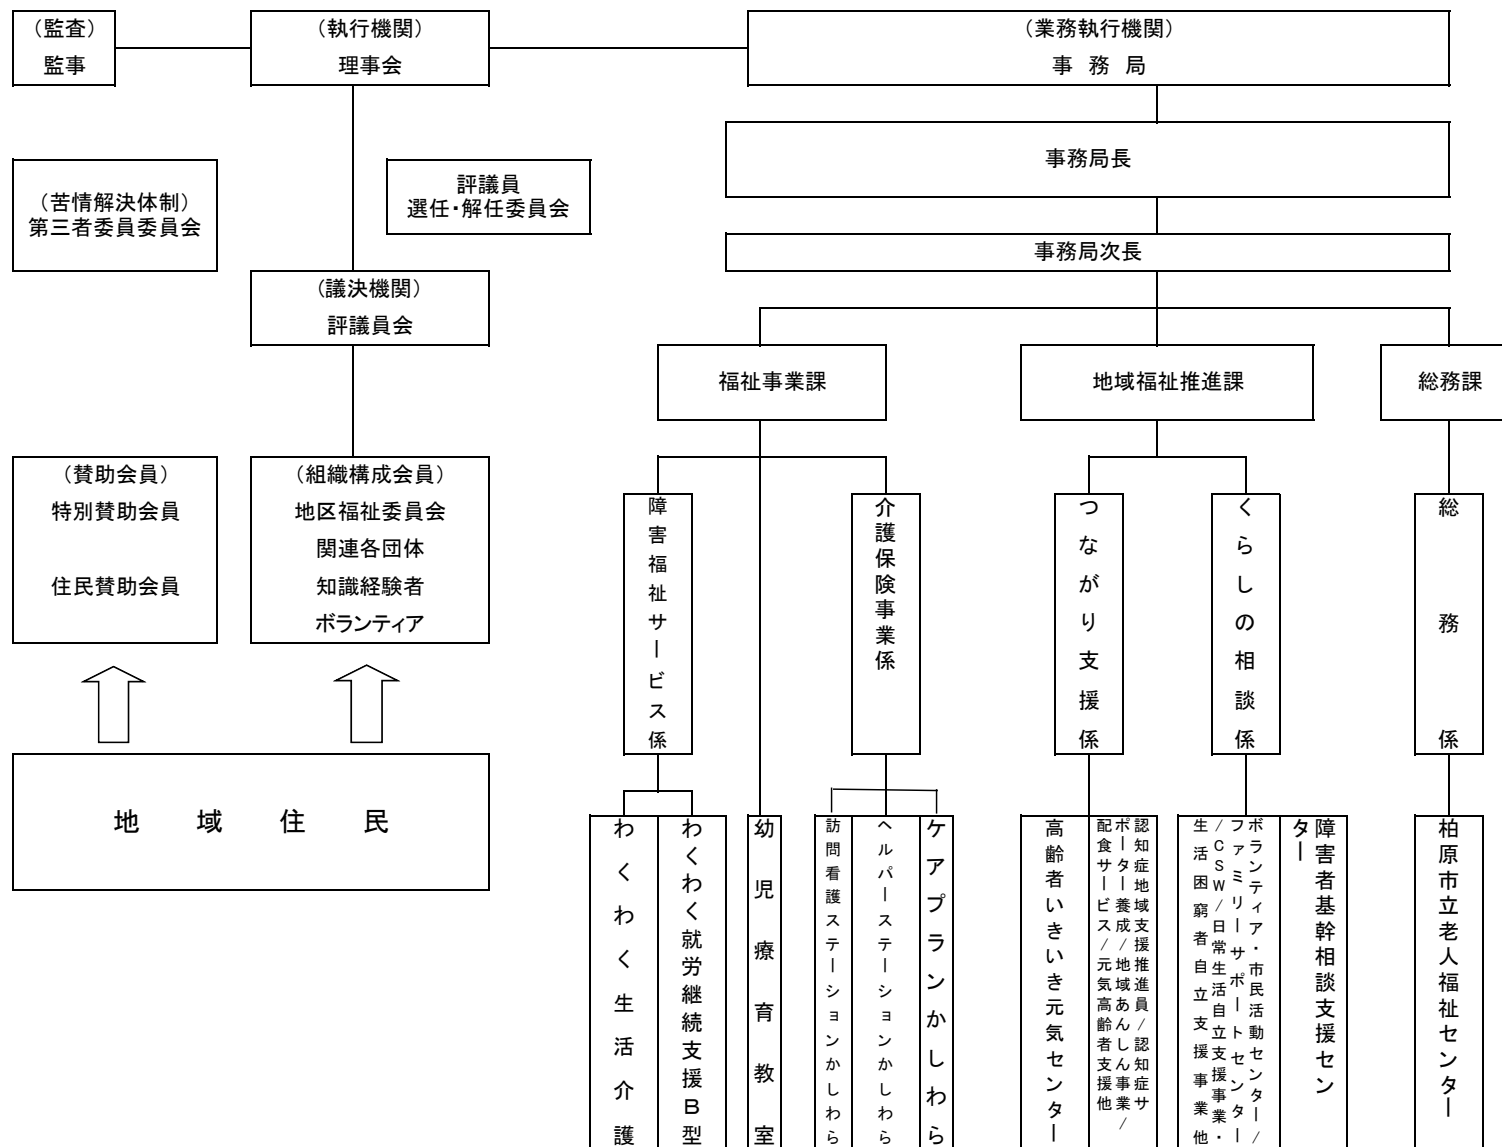 （監査）
監事
（執行機関）
理事会
（業務執行機関）
事 務 局
事務局長
（苦情解決体制）
第三者委員委員会
評議員
選任・解任委員会
事務局次長
（議決機関）
評議員会
福祉事業課
地域福祉推進課
総務課
（賛助会員）
特別賛助会員
住民賛助会員
（組織構成会員）
地区福祉委員会
関連各団体
知識経験者
ボランティア
障害福祉サービス係
介護保険事業係
つながり支援係
くらしの相談係
総務係
地 域 住 民
わくわく生活介護
わくわく就労継続支援Ｂ型
幼児療育教室
訪問看護ステーションかしわら
ヘルパーステーションかしわら
ケアプランかしわら
高齢者いきいき元気センター
認知症地域支援推進員/認知症サ
ポーター養成/地域あんしん事業/
配食サービス/元気高齢者支援他
ボランティア・市民活動センター/
ファミリーサポートセンター
/CSW/日常生活自立支援事業・
生活困窮者自立支援事業他
障害者基幹相談支援セン
ター
柏原市立老人福祉センター